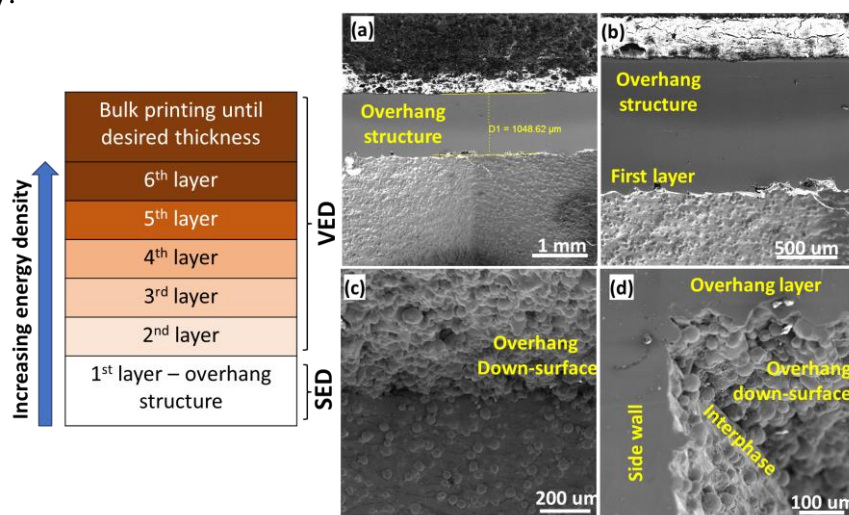 y.
Bulk printing until
desired thickness
6th layer
5th layer
4th layer
3rd layer
2nd layer
1st layer – overhang
structure
Increasing energy density
VED
SED
(a)
Overhang
structure
D1 = 1048.62 µm
1 mm
(b)
Overhang
structure
First layer
500 um
(c)
Overhang
Down-surface
200 um
(d)
Overhang layer
Overhang
down-surface
Side wall
Interphase
100 um